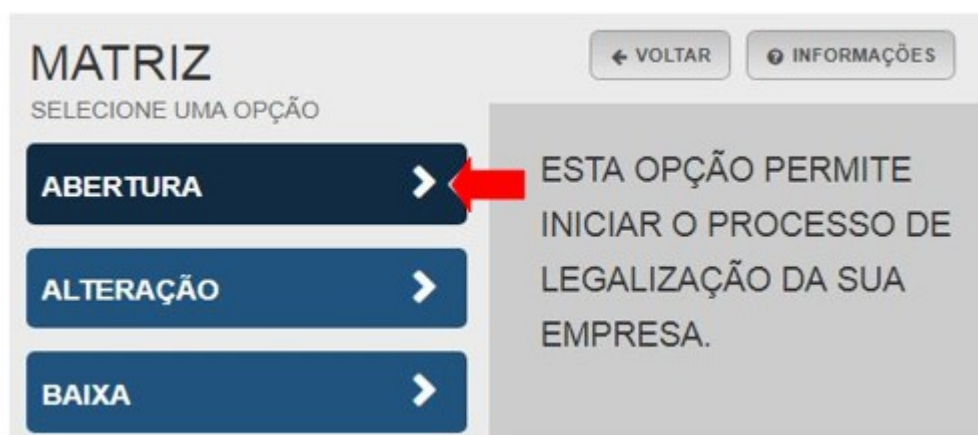 MATRIZ
SELECIONE UMA OPÇÃO
VOLTAR
INFORMAÇÕES
ABERTURA
ALTERAÇÃO
BAIXA
ESTA OPÇÃO PERMITE
INICIAR O PROCESSO DE
LEGALIZAÇÃO DA SUA
EMPRESA.